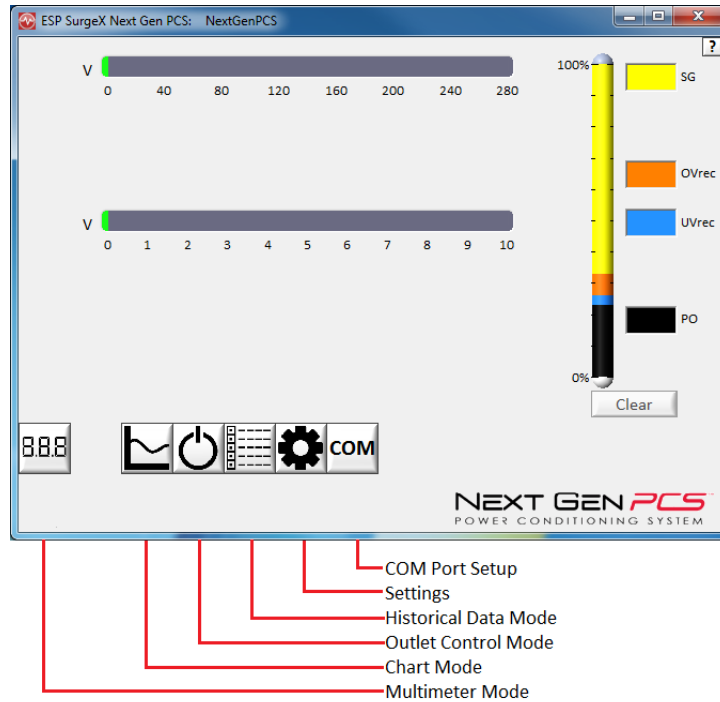 ESP SurgeX Next Gen PCS: NextGenPCS
?
V
0 40 80 120 160 200 240 280
V
0 1 2 3 4 5 6 7 8 9 10
100%
SG
OVrec
UVrec
PO
0%
Clear
8.8.8
COM
NEXT GEN PCS
POWER CONDITIONING SYSTEM
COM Port Setup
Settings
Historical Data Mode
Outlet Control Mode
Chart Mode
Multimeter Mode